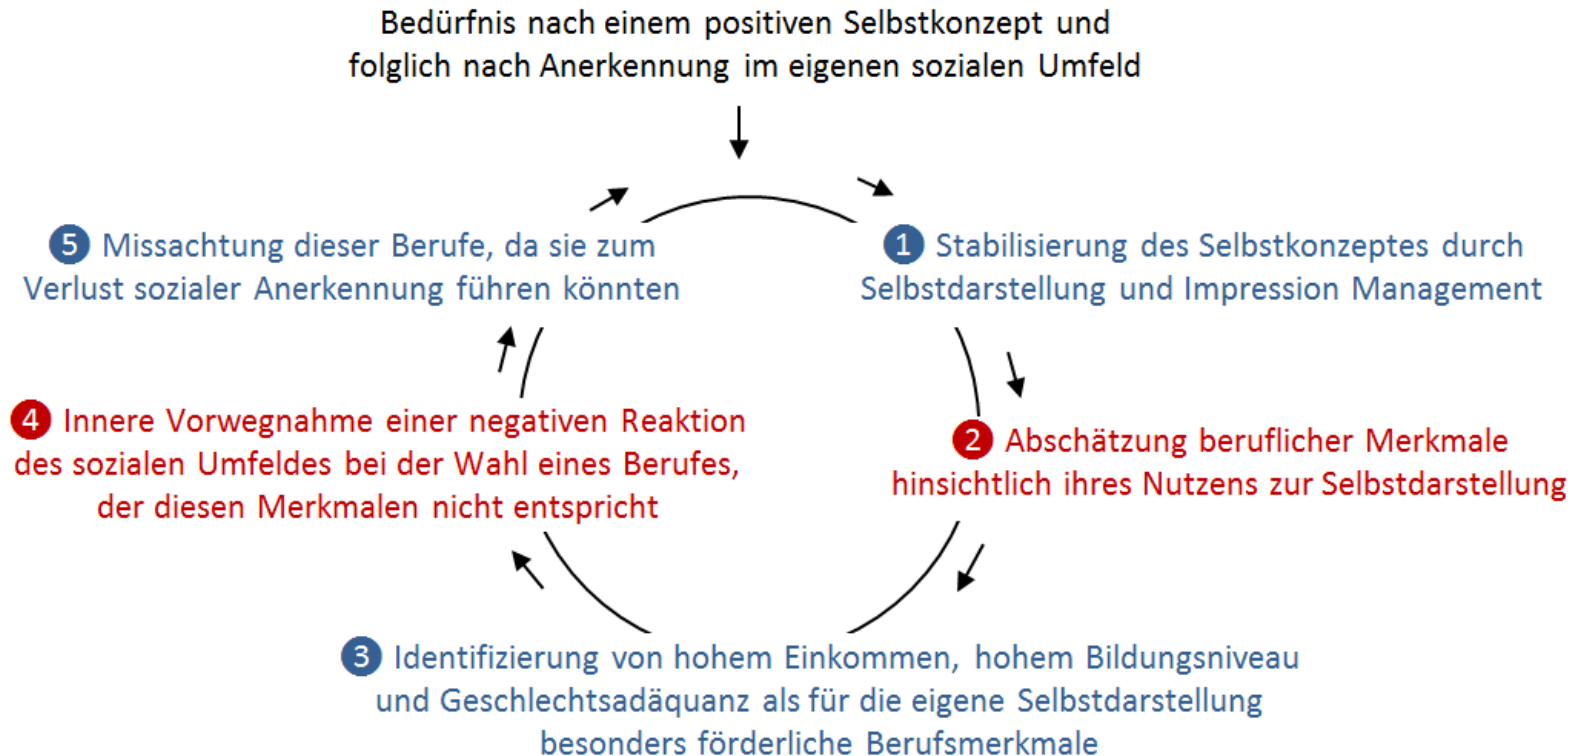 Bedürfnis nach einem positiven Selbstkonzept und
folglich nach Anerkennung im eigenen sozialen Umfeld
1 Stabilisierung des Selbstkonzeptes durch
Selbstdarstellung und Impression Management
2 Abschätzung beruflicher Merkmale
hinsichtlich ihres Nutzens zur Selbstdarstellung
3 Identifizierung von hohem Einkommen, hohem Bildungsniveau
und Geschlechtsadäquanz als für die eigene Selbstdarstellung
besonders förderliche Berufsmerkmale
4 Innere Vorwegnahme einer negativen Reaktion
des sozialen Umfeldes bei der Wahl eines Berufes,
der diesen Merkmalen nicht entspricht
5 Missachtung dieser Berufe, da sie zum
Verlust sozialer Anerkennung führen könnten